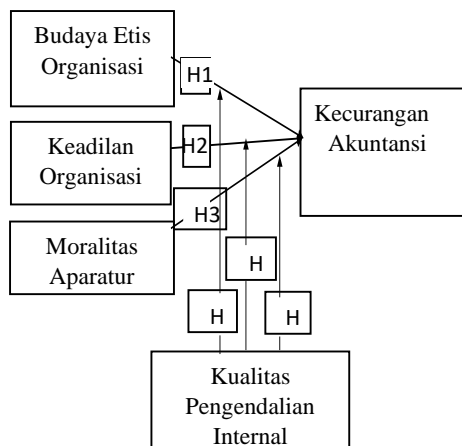 Budaya Etis
Organisasi
H1
Kecurangan
Akuntansi
Keadilan
Organisasi
H2
H3
Moralitas
Aparatur
H
H
H
Kualitas
Pengendalian
Internal